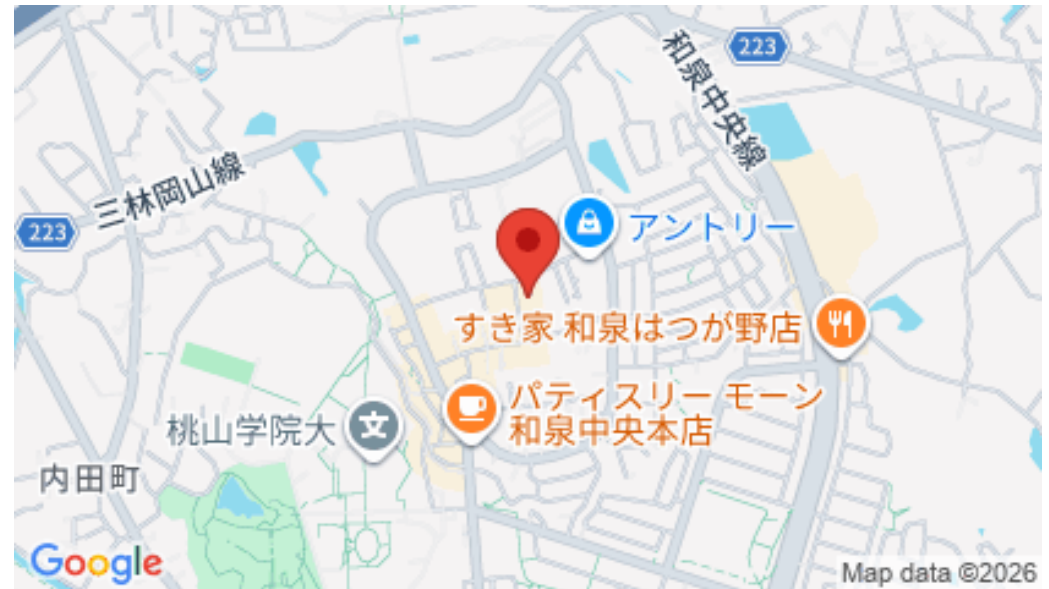 223
和泉中央線
三林岡山線
223
アントリー
すき家 和泉はつが野店
パティスリー モーン
和泉中央本店
桃山学院大
文
内田町
Google
Map data ©2026